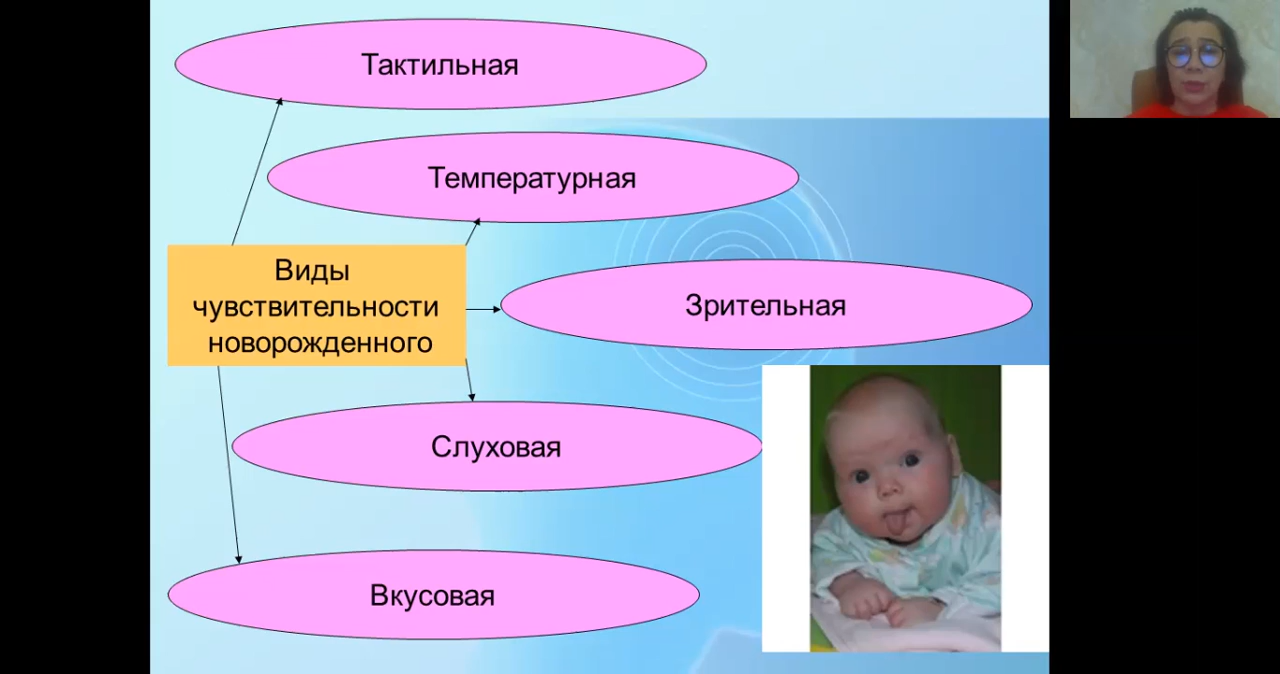 Тактильная
Температурная
Виды
чувствительности
новорожденного
Зрительная
Слуховая
Вкусовая